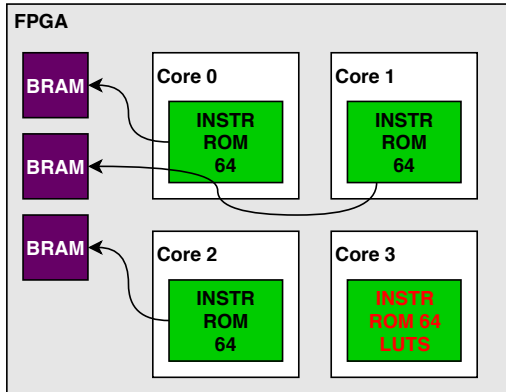 FPGA
BRAM
BRAM
BRAM
Core 0
INSTR
ROM
64
Core 1
INSTR
ROM
64
Core 2
INSTR
ROM
64
Core 3
INSTR
ROM 64
LUTS